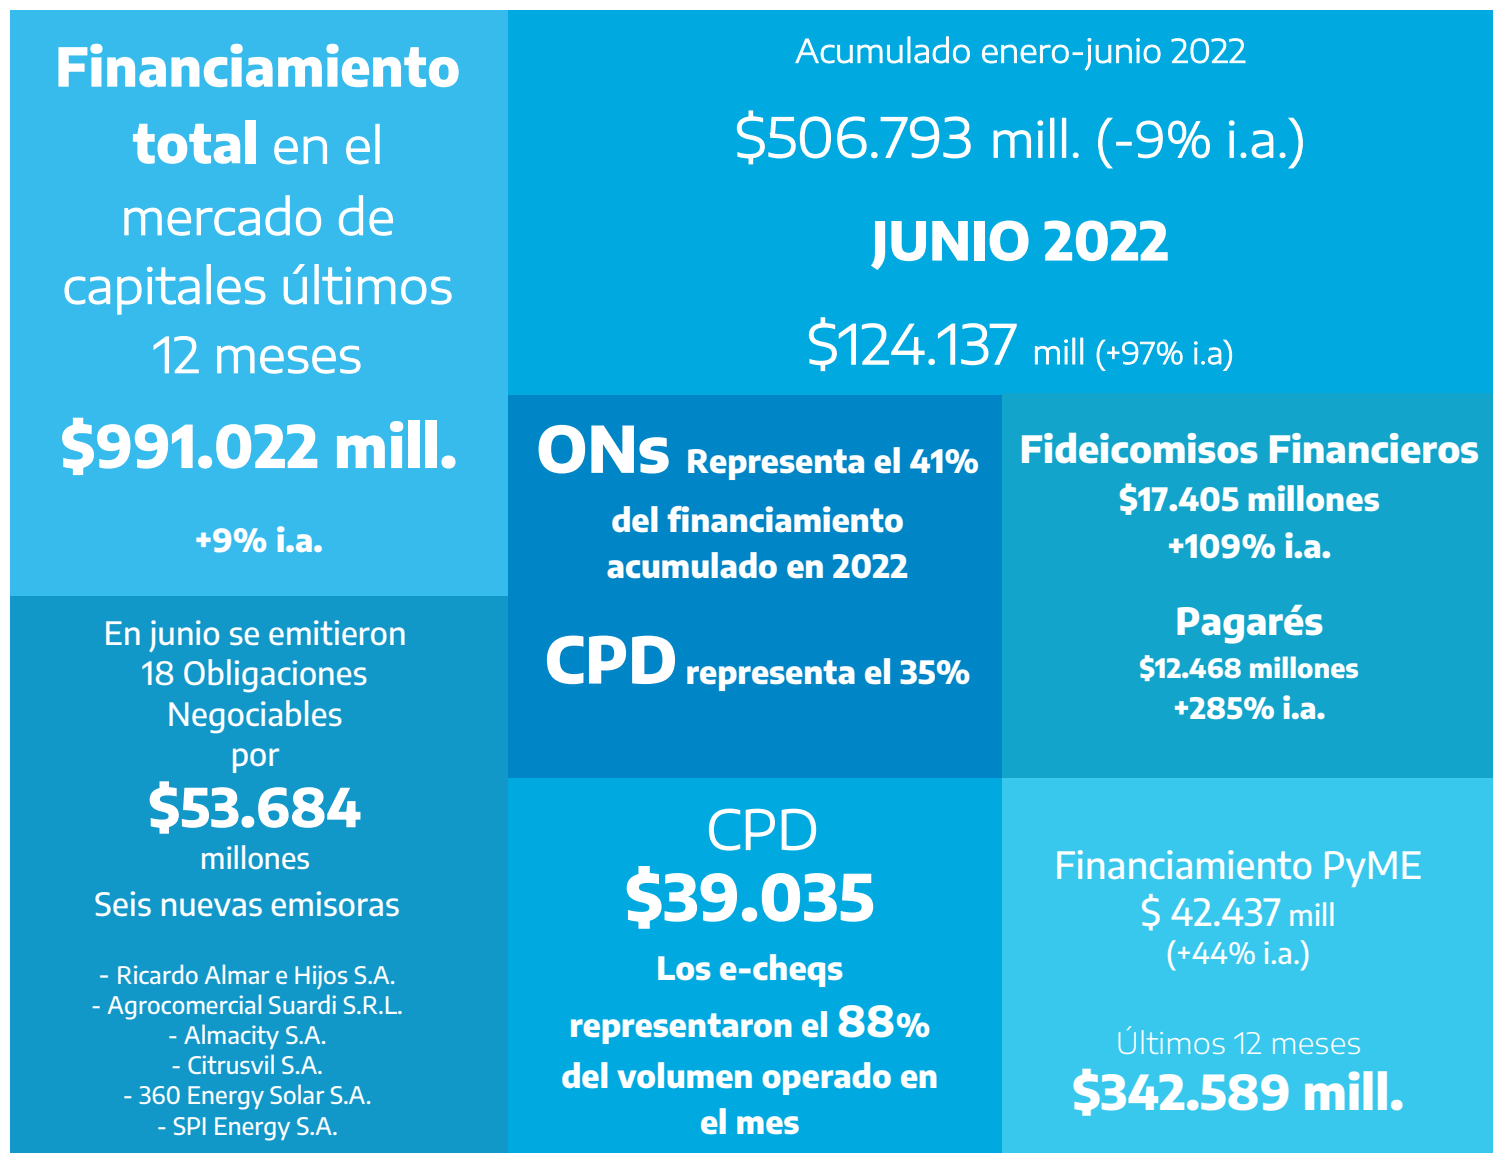 Financiamiento
total en el
mercado de
capitales últimos
12 meses
$991.022 mill.
+9% i.a.
Acumulado enero-junio 2022
$506.793 mill. (-9% i.a.)
JUNIO 2022
$124.137 mill (+97% i.a)
ONs Representa el 41%
del financiamiento
acumulado en 2022
CPD representa el 35%
Fideicomisos Financieros
$17.405 millones
+109% i.a.
Pagarés
$12.468 millones
+285% i.a.
En junio se emitieron
18 Obligaciones
Negociables
por
$53.684
millones
Seis nuevas emisoras
- Ricardo Almar e Hijos S.A.
- Agrocomercial Suardi S.R.L.
- Almacity S.A.
- Citrusvil S.A.
- 360 Energy Solar S.A.
- SPI Energy S.A.
CPD
$39.035
Los e-cheqs
representaron el 88%
del volumen operado en
el mes
Financiamiento PyME
$ 42.437 mill
(+44% i.a.)
Últimos 12 meses
$342.589 mill.